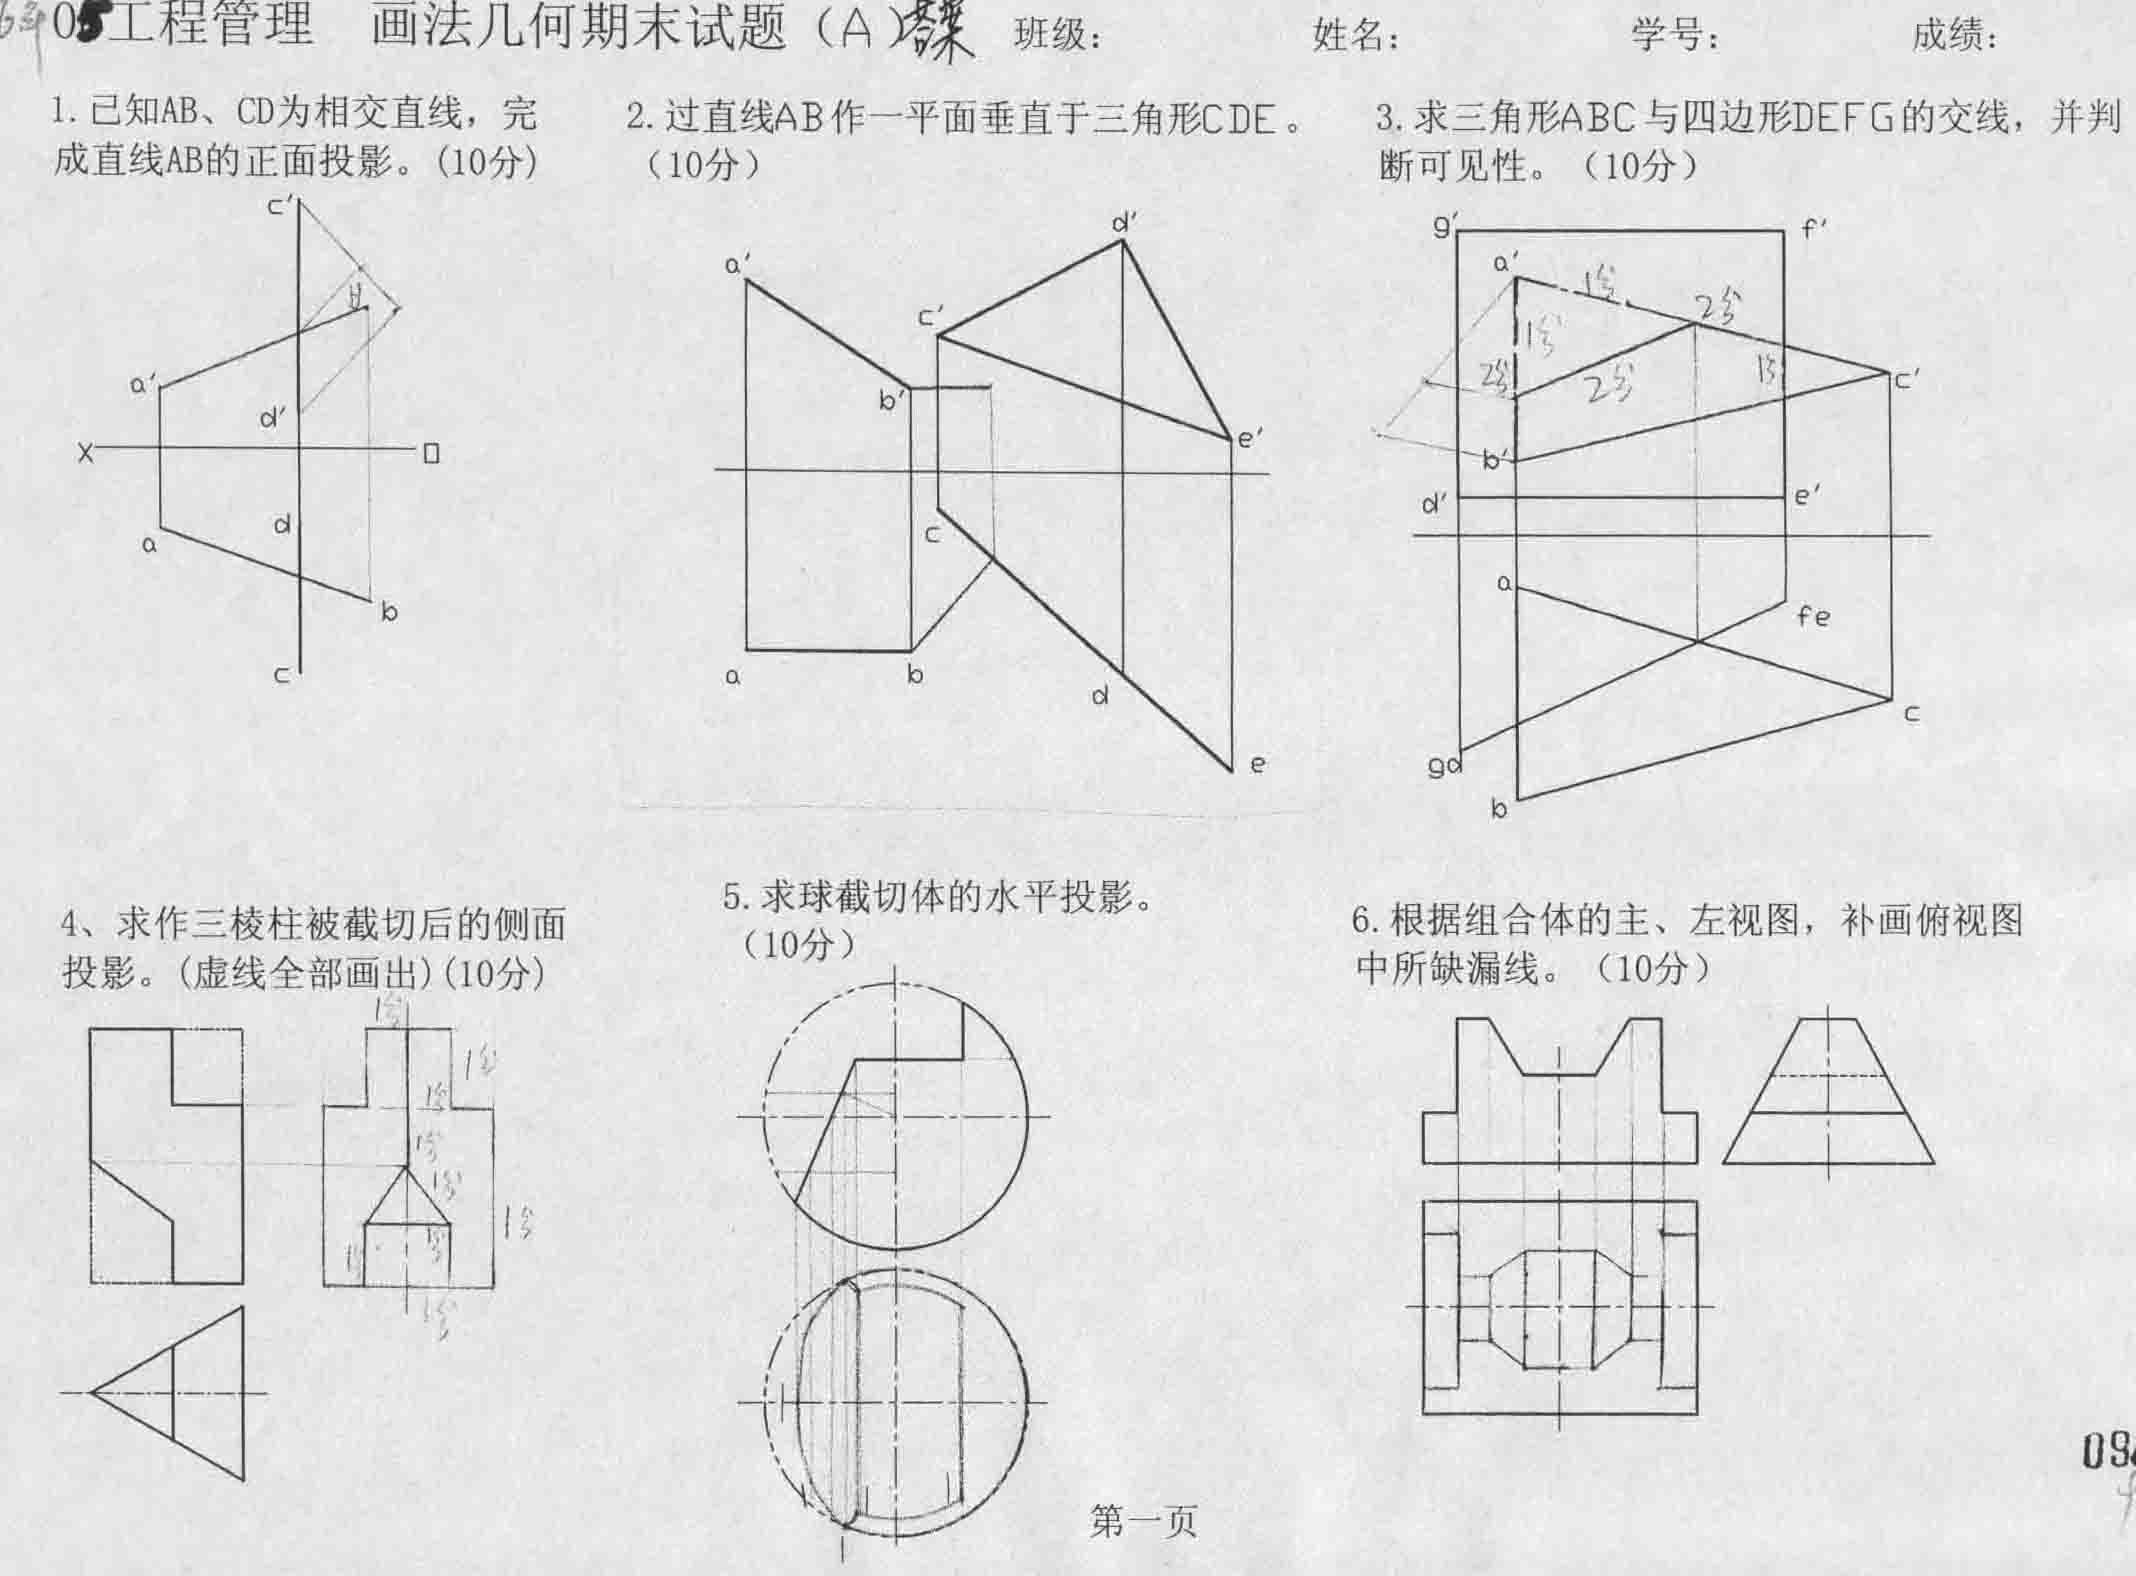 05工程管理 画法几何期末试题（A）答案 班级： 姓名： 学号： 成绩：
1.已知AB、CD为相交直线，完
成直线AB的正面投影。(10分)
2.过直线AB作一平面垂直于三角形CDE。
（10分）
3.求三角形ABC与四边形DEFG的交线，并判
断可见性。（10分）
c'
a'
d'
X
O
d
a
b
c
d'
a'
c'
b'
e'
c
a
b
d
e
g'
f'
a'
1分
2分
1分
2分
2分
1分
c'
b'
d'
e'
a
fe
c
gd
b
4、求作三棱柱被截切后的侧面
投影。(虚线全部画出)(10分)
5.求球截切体的水平投影。
（10分）
6.根据组合体的主、左视图，补画俯视图
中所缺漏线。（10分）
1分
1分
1分
1分
1分
1分
1分
1分
1分
第一页